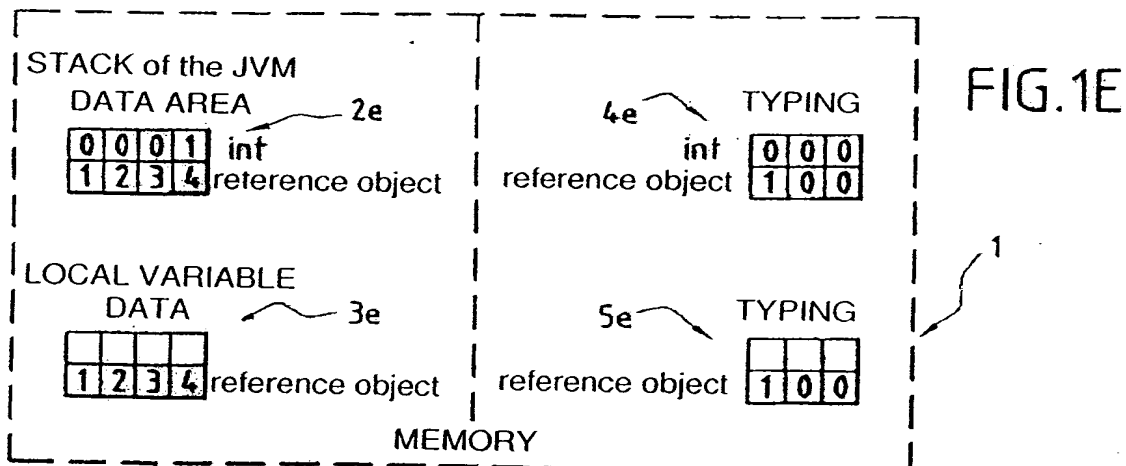 STACK of the JVM
DATA AREA
2e
0 0 0 1 int
1 2 3 4 reference object
4e
TYPING
int 0 0 0
reference object 1 0 0
FIG.1E
LOCAL VARIABLE
DATA
3e
1 2 3 4 reference object
5e
TYPING
reference object 1 0 0
1
MEMORY